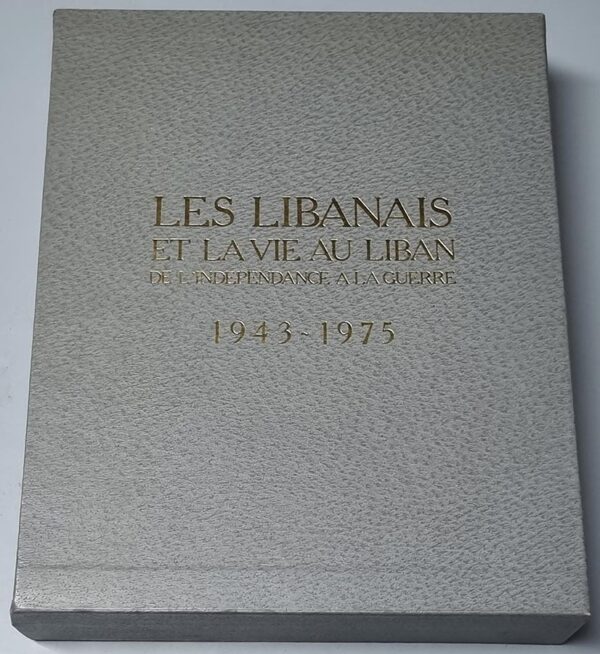 LES LIBANAIS
ET LA VIE AU LIBAN
DE L'INDEPENDANCE A LA GUERRE
1943-1975